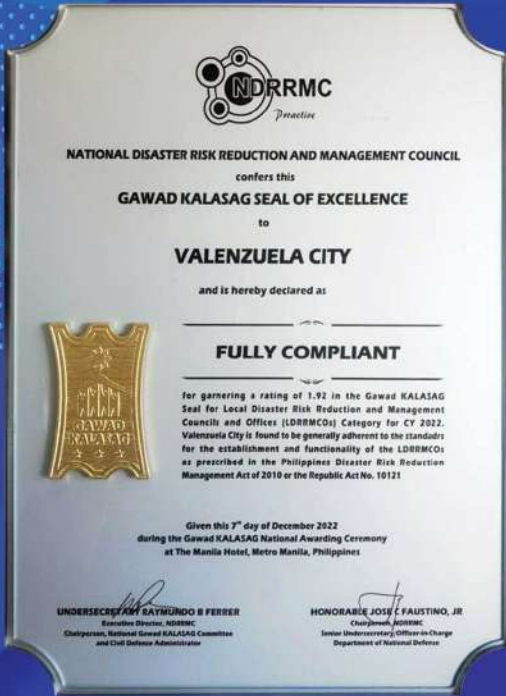 NDRRMC
Proactive
NATIONAL DISASTER RISK REDUCTION AND MANAGEMENT COUNCIL
confers this
GAWAD KALASAG SEAL OF EXCELLENCE
to
VALENZUELA CITY
and is hereby declared as
FULLY COMPLIANT
GAWAD
KALASAG
for garnering a rating of 1.92 in the Gawad KALASAG
Seal for Local Disaster Risk Reduction and Management
Councils and Offices (LDRRMCOs) Category for CY 2022.
Valenzuela City is found to be generally adherent to the standadrs
for the establishment and functionality of the LDRRMCOs
as prescribed in the Philippines Disaster Risk Reduction
Management Act of 2010 or the Republic Act No. 10121
Given this 7th day of December 2022
during the Gawad KALASAG National Awarding Ceremony
at The Manila Hotel, Metro Manila, Philippines
UNDERSECRETARY RAYMUNDO B FERRER
Executive Director, NDRRMC
Chairperson, National Gawad KALASAG Committee
and Civil Defense Administrator
HONORABLE JOSE C FAUSTINO, JR
Chairperson, NDRRMC
Senior Undersecretary, Officer-in-Charge
Department of National Defense